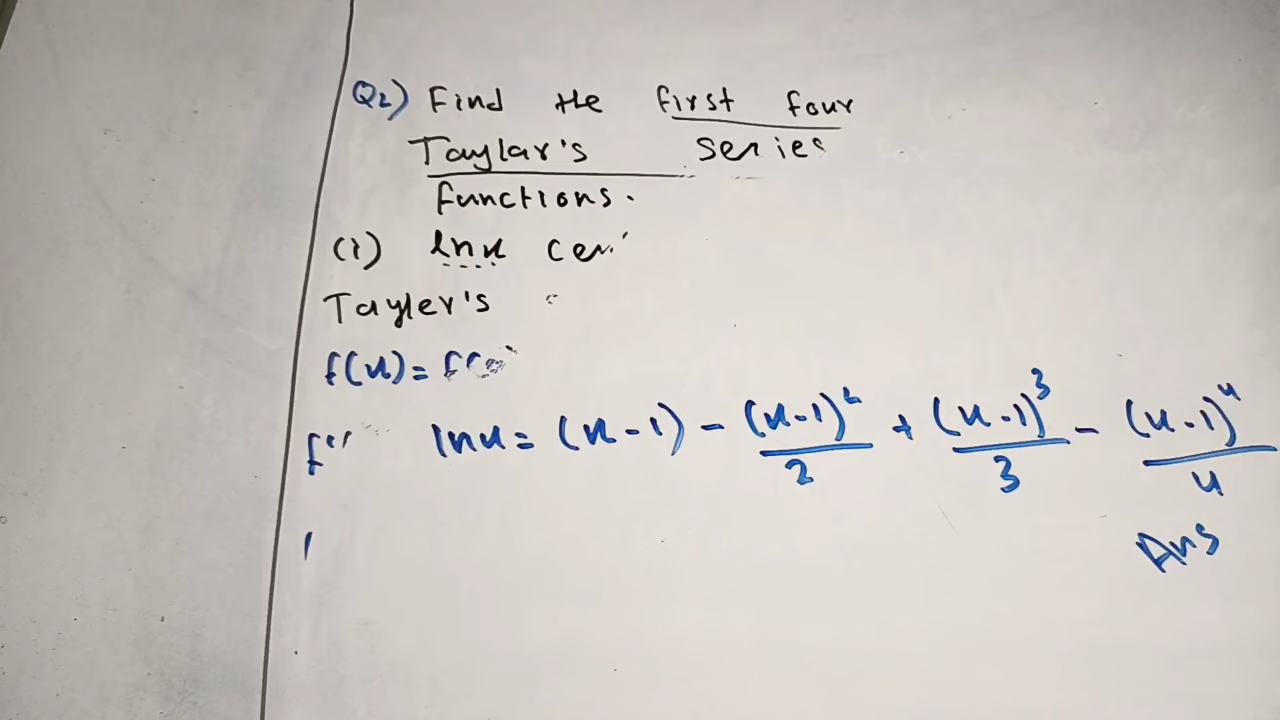 Q2) Find the first four
Taylar's series
functions.
(i) lnx
Tayler's
f(x) =
lnx = (x-1) - (x-1)²/2 + (x-1)³/3 - (x-1)⁴/4
Ans